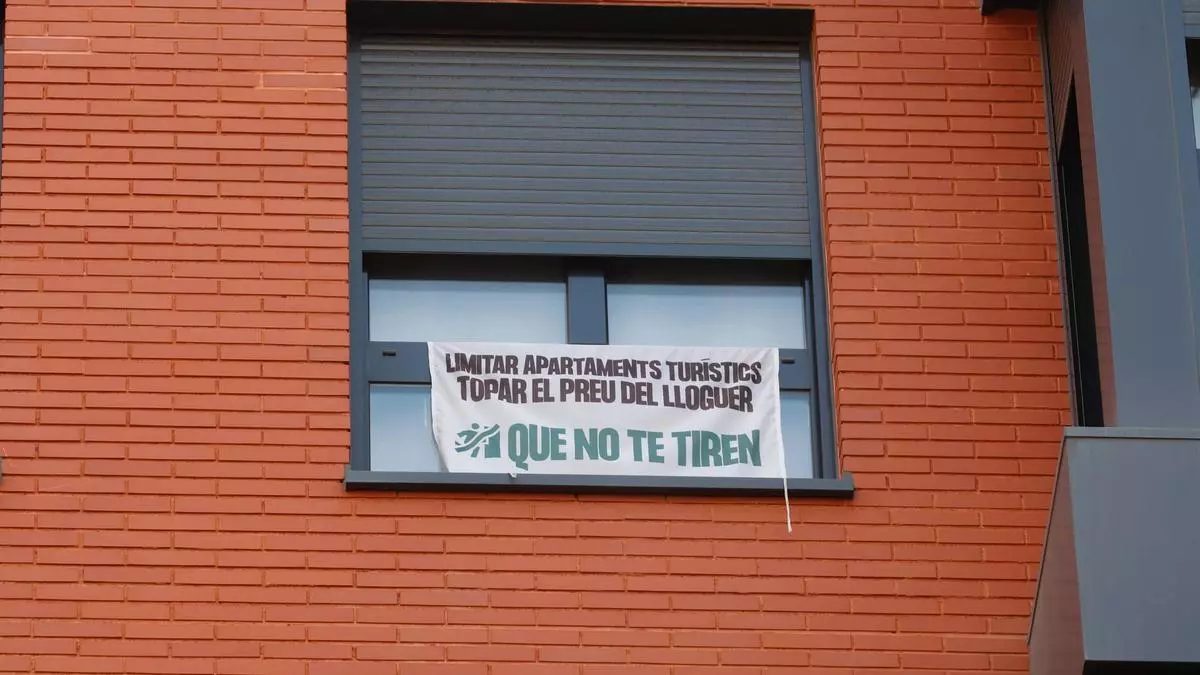 LIMITAR APARTAMENTS TURÍSTICS
TOPAR EL PREU DEL LLOGUER
QUE NO TE TIREN